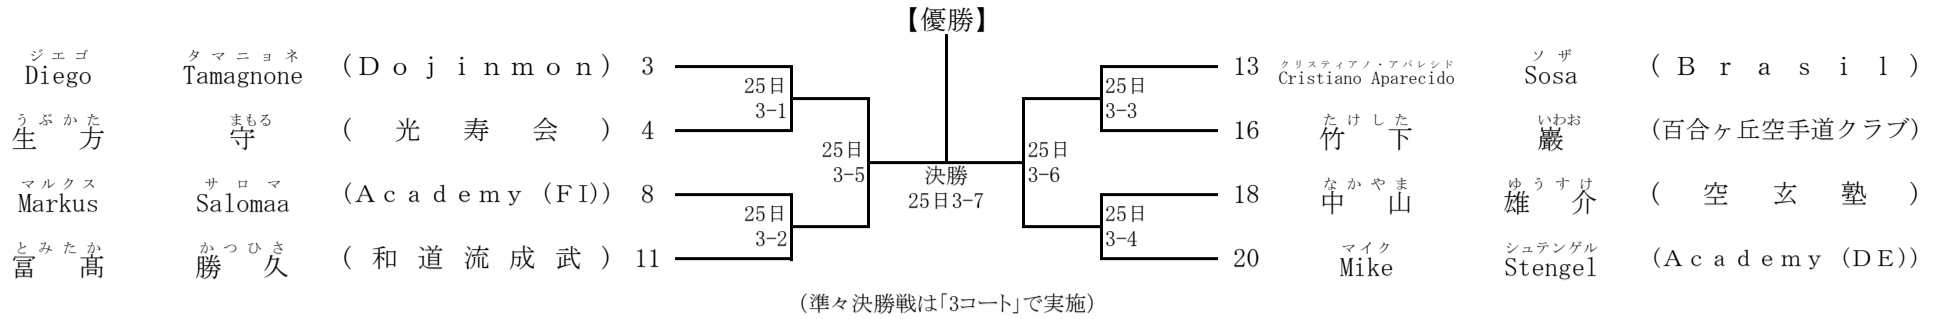 【優勝】
ジエゴ タマニョネ
Diego Tamagnone (Dojinmon) 3
25日
3-1
うぶかた まもる
生方 守 (光寿会) 4
25日
3-5
マルクス サロマ
Markus Salomaa (Academy (FI)) 8
25日
3-2
とみたか かつひさ
冨髙 勝久 (和道流成武) 11
決勝
25日3-7
クリスティアノ・アパレシド ソザ
13 Cristiano Aparecido Sosa (Brasil)
25日
3-3
たけした いわお
16 竹下 巖 (百合ヶ丘空手道クラブ)
25日
3-6
なかやま ゆうすけ
18 中山 雄介 (空玄塾)
25日
3-4
マイク シュテンゲル
20 Mike Stengel (Academy (DE))
(準々決勝戦は「3コート」で実施)